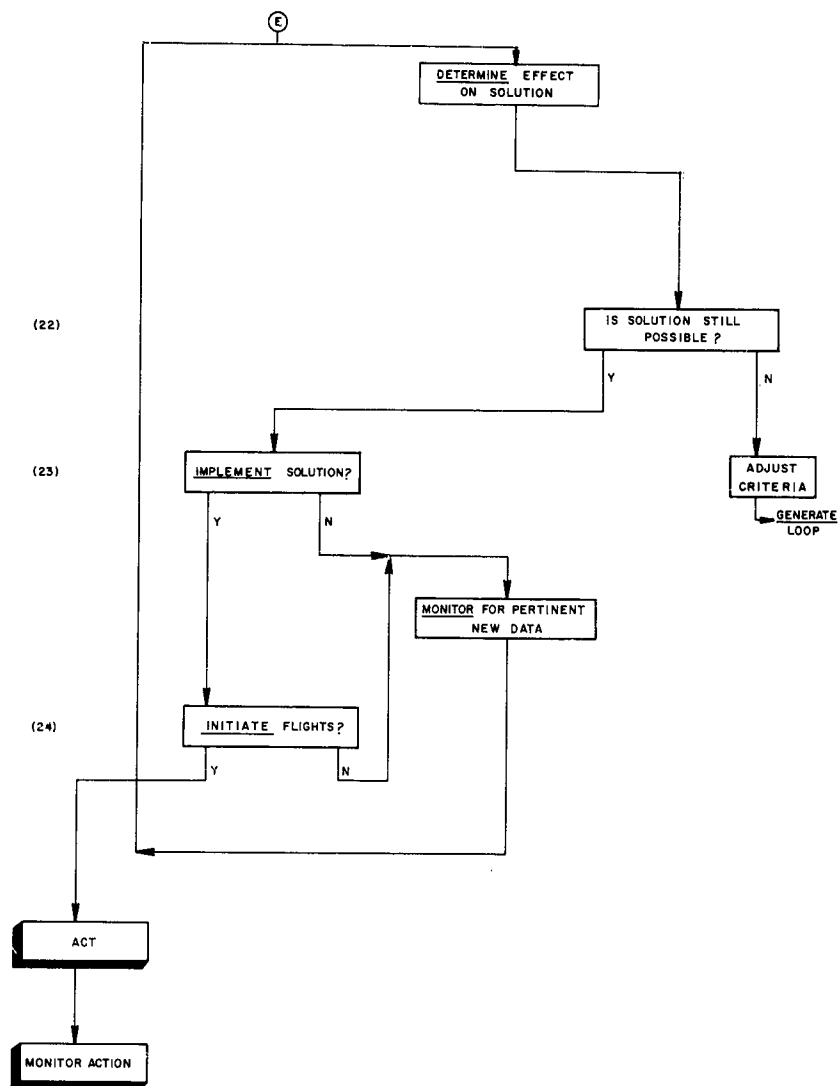 E
DETERMINE EFFECT
ON SOLUTION
(22)
IS SOLUTION STILL
POSSIBLE?
Y
N
(23)
IMPLEMENT SOLUTION?
ADJUST
CRITERIA
Y
N
GENERATE
LOOP
MONITOR FOR PERTINENT
NEW DATA
(24)
INITIATE FLIGHTS?
Y
N
ACT
MONITOR ACTION